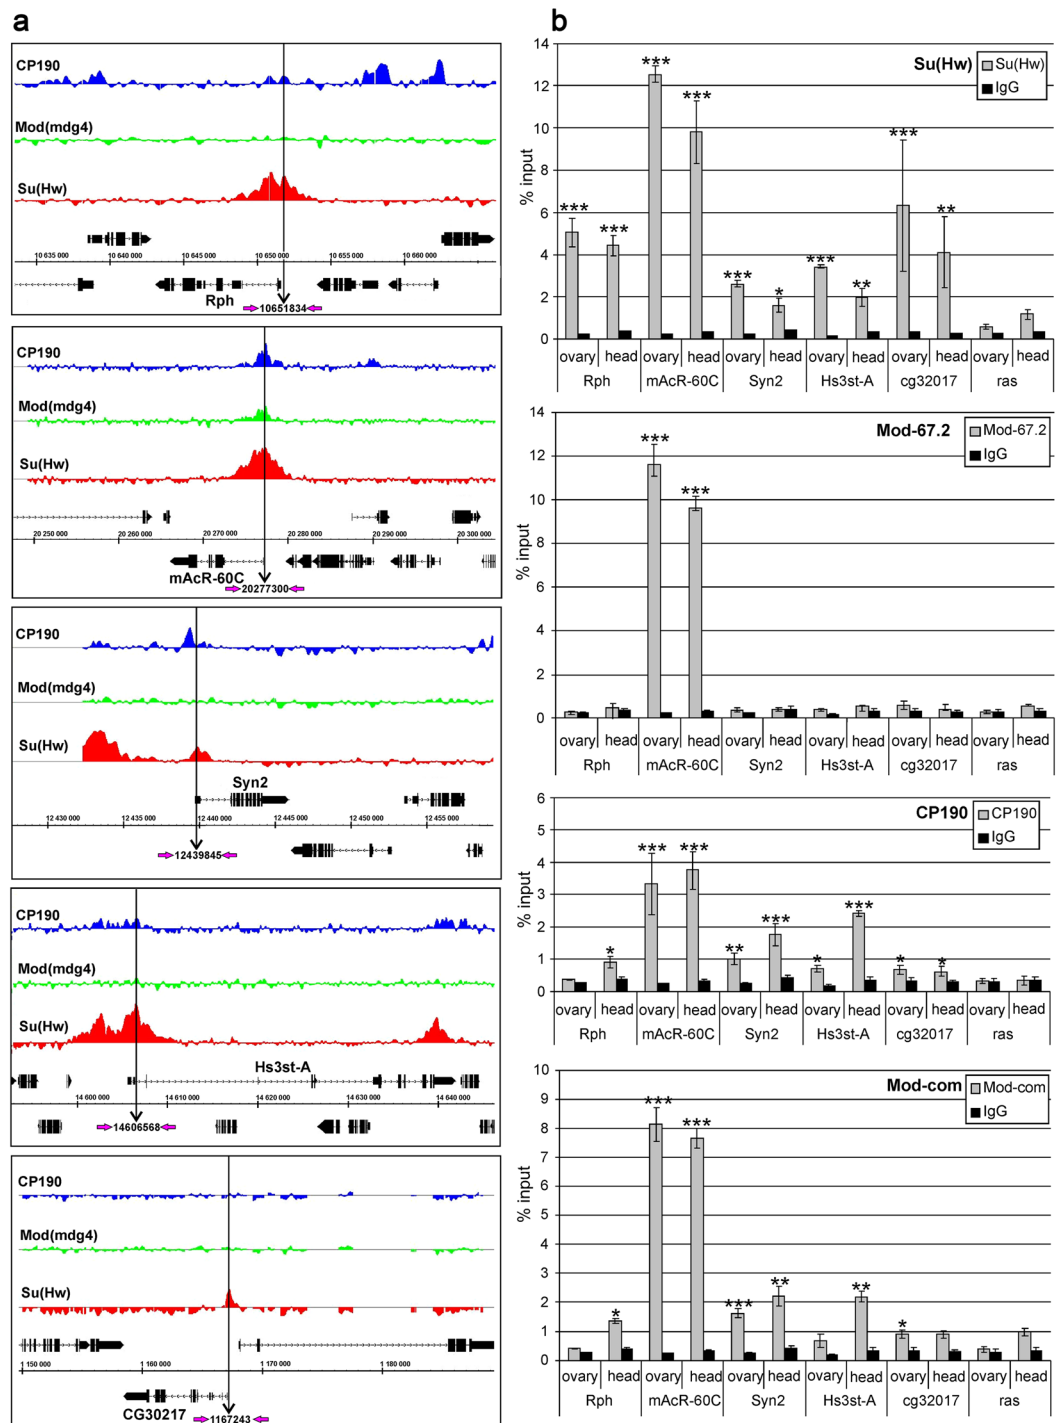 a
CP190
Mod(mdg4)
Su(Hw)
10 635 000 10 640 000 10 645 000 10 650 000 10 655 000 10 660 000
Rph
10651834
CP190
Mod(mdg4)
Su(Hw)
20 250 000 20 260 000 20 270 000 20 280 000 20 290 000 20 300 000
mAcR-60C
20277300
CP190
Mod(mdg4)
Su(Hw)
Syn2
12 430 000 12 435 000 12 440 000 12 445 000 12 450 000 12 455 000
12439845
CP190
Mod(mdg4)
Su(Hw)
Hs3st-A
14 600 000 14 610 000 14 620 000 14 630 000 14 640 000
14606568
CP190
Mod(mdg4)
Su(Hw)
1 150 000 1 160 000 1 170 000 1 180 000
CG30217
1167243
b
Su(Hw)
Su(Hw)
IgG
% input
14
12
10
8
6
4
2
0
*** *** *** *** *** * *** ** *** **
ovary head ovary head ovary head ovary head ovary head ovary head
Rph mAcR-60C Syn2 Hs3st-A cg32017 ras
Mod-67.2
Mod-67.2
IgG
% input
14
12
10
8
6
4
2
0
*** ***
ovary head ovary head ovary head ovary head ovary head ovary head
Rph mAcR-60C Syn2 Hs3st-A cg32017 ras
CP190
CP190
IgG
% input
6
5
4
3
2
1
0
* *** *** ** *** * *** * *
ovary head ovary head ovary head ovary head ovary head ovary head
Rph mAcR-60C Syn2 Hs3st-A cg32017 ras
Mod-com
Mod-com
IgG
% input
10
9
8
7
6
5
4
3
2
1
0
* *** *** *** ** ** *
ovary head ovary head ovary head ovary head ovary head ovary head
Rph mAcR-60C Syn2 Hs3st-A cg32017 ras